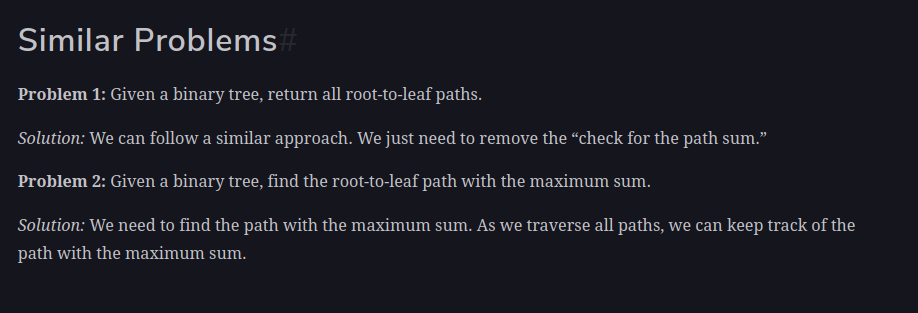 Similar Problems#
Problem 1: Given a binary tree, return all root-to-leaf paths.
Solution: We can follow a similar approach. We just need to remove the “check for the path sum.”
Problem 2: Given a binary tree, find the root-to-leaf path with the maximum sum.
Solution: We need to find the path with the maximum sum. As we traverse all paths, we can keep track of the
path with the maximum sum.